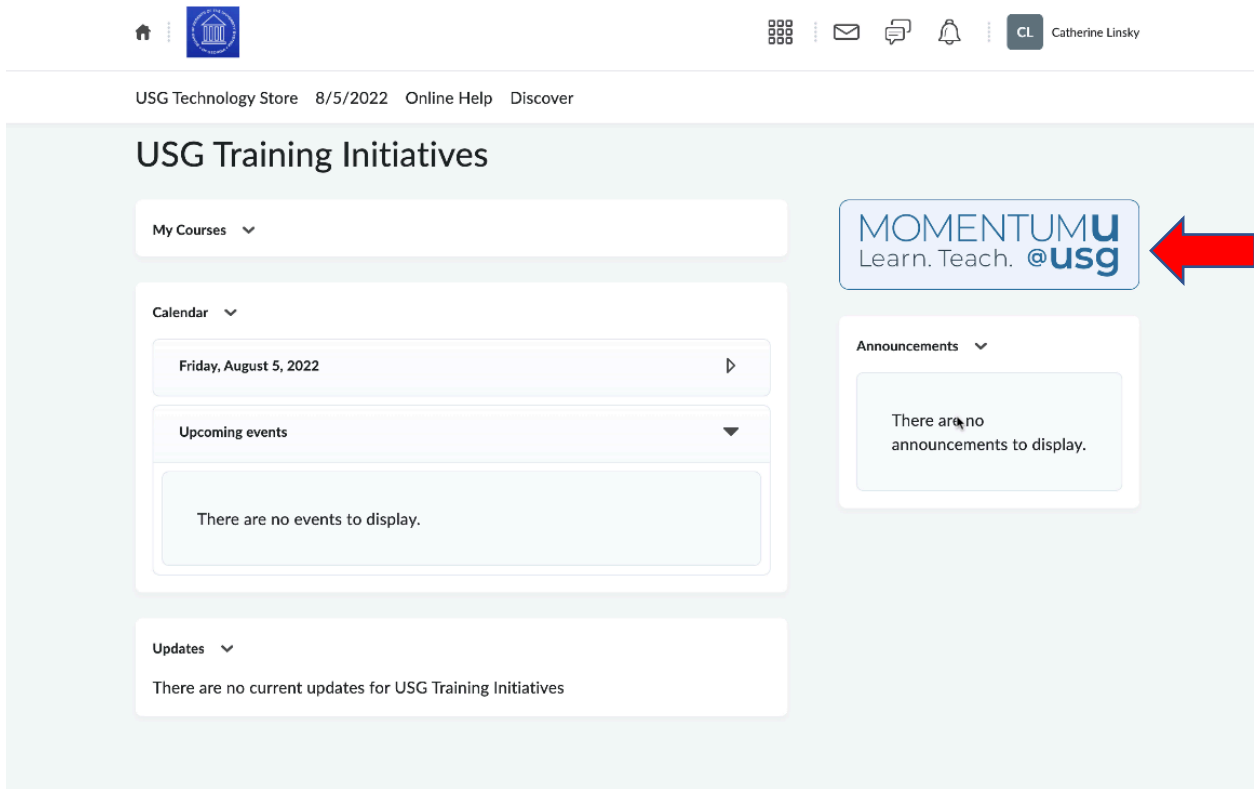 CL Catherine Linsky
USG Technology Store 8/5/2022 Online Help Discover
USG Training Initiatives
My Courses
MOMENTUMU
Learn. Teach. @usg
Calendar
Friday, August 5, 2022
Upcoming events
There are no events to display.
Announcements
There are no
announcements to display.
Updates
There are no current updates for USG Training Initiatives